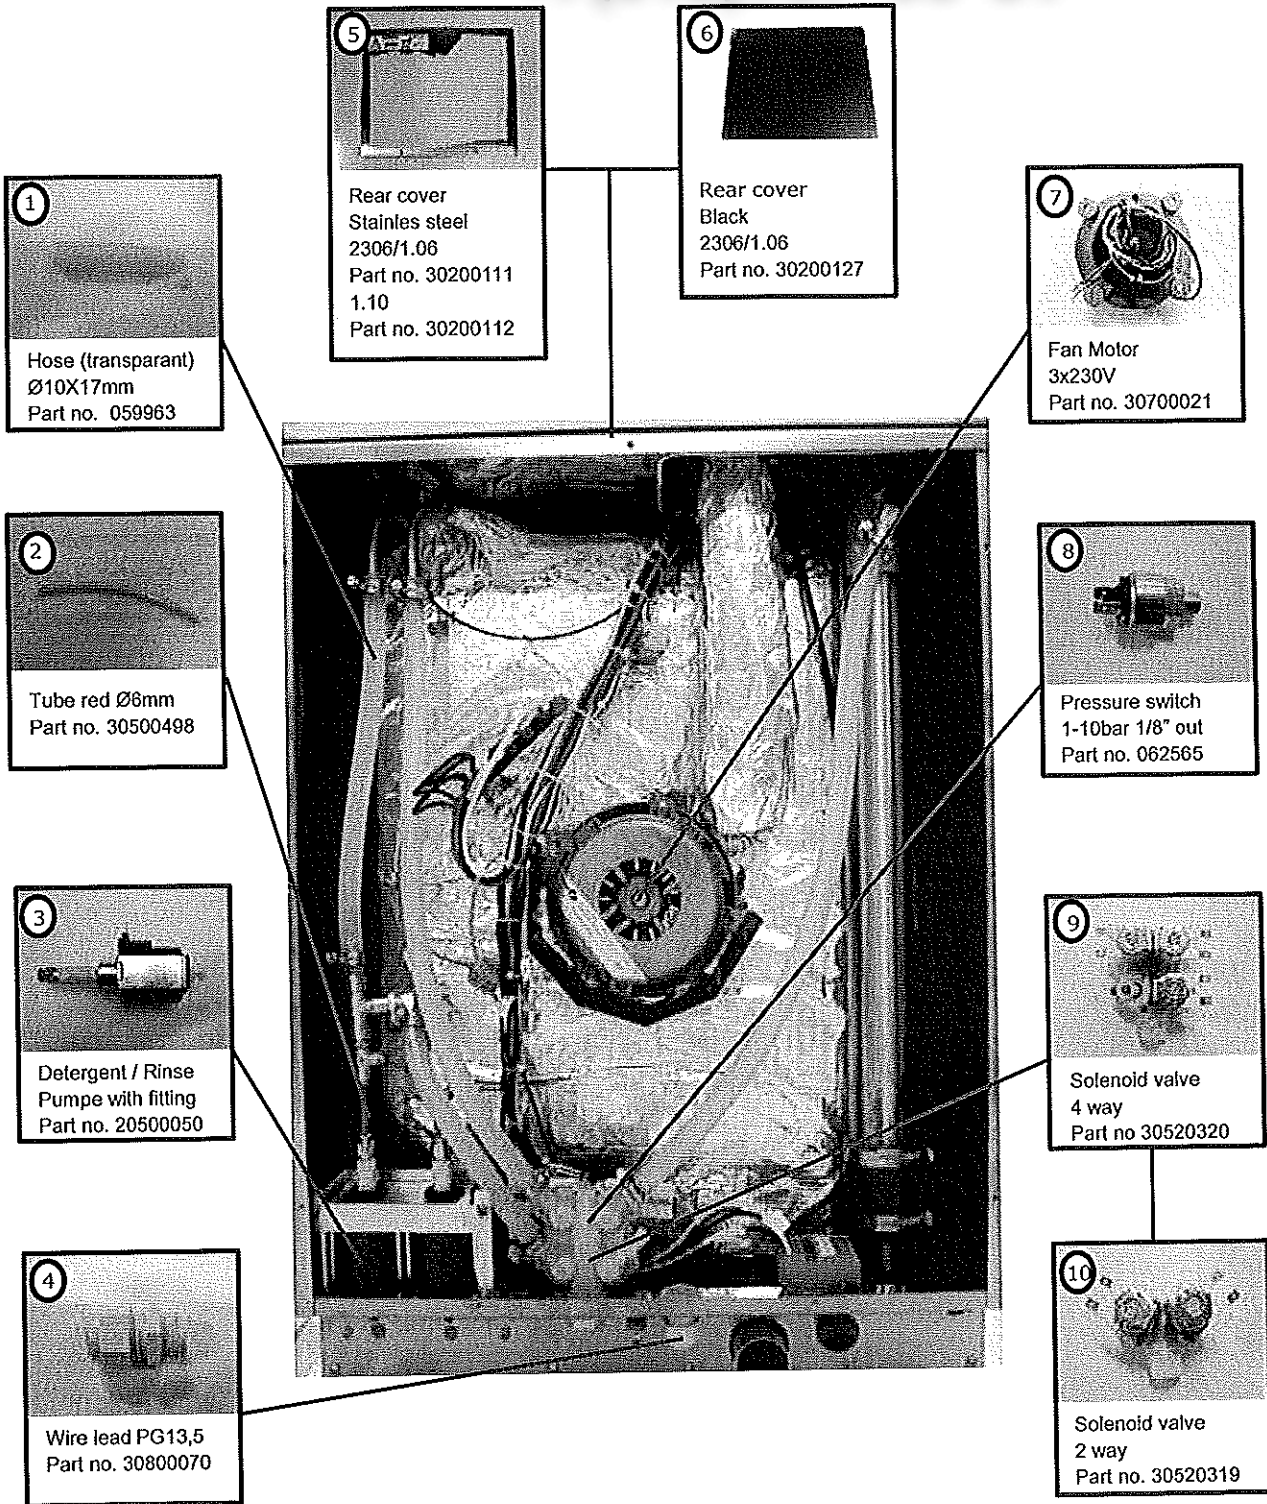 5
Rear cover
Stainles steel
2306/1.06
Part no. 30200111
1.10
Part no. 30200112
6
Rear cover
Black
2306/1.06
Part no. 30200127
1
Hose (transparant)
Ø10X17mm
Part no. 059963
7
Fan Motor
3x230V
Part no. 30700021
2
Tube red Ø6mm
Part no. 30500498
8
Pressure switch
1-10bar 1/8" out
Part no. 062565
3
Detergent / Rinse
Pumpe with fitting
Part no. 20500050
9
Solenoid valve
4 way
Part no 30520320
4
Wire lead PG13,5
Part no. 30800070
10
Solenoid valve
2 way
Part no. 30520319